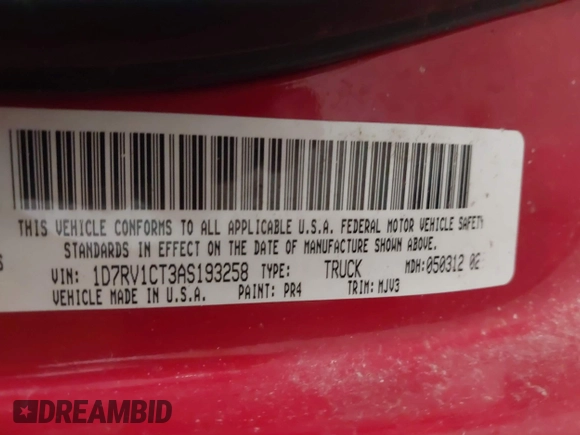 THIS VEHICLE CONFORMS TO ALL APPLICABLE U.S.A. FEDERAL MOTOR VEHICLE SAFETY
STANDARDS IN EFFECT ON THE DATE OF MANUFACTURE SHOWN ABOVE.
VIN: 1D7RV1CT3AS193258 TYPE: TRUCK MDH:050312 02
VEHICLE MADE IN U.S.A. PAINT: PR4 TRIM: MJV3
DREAMBID